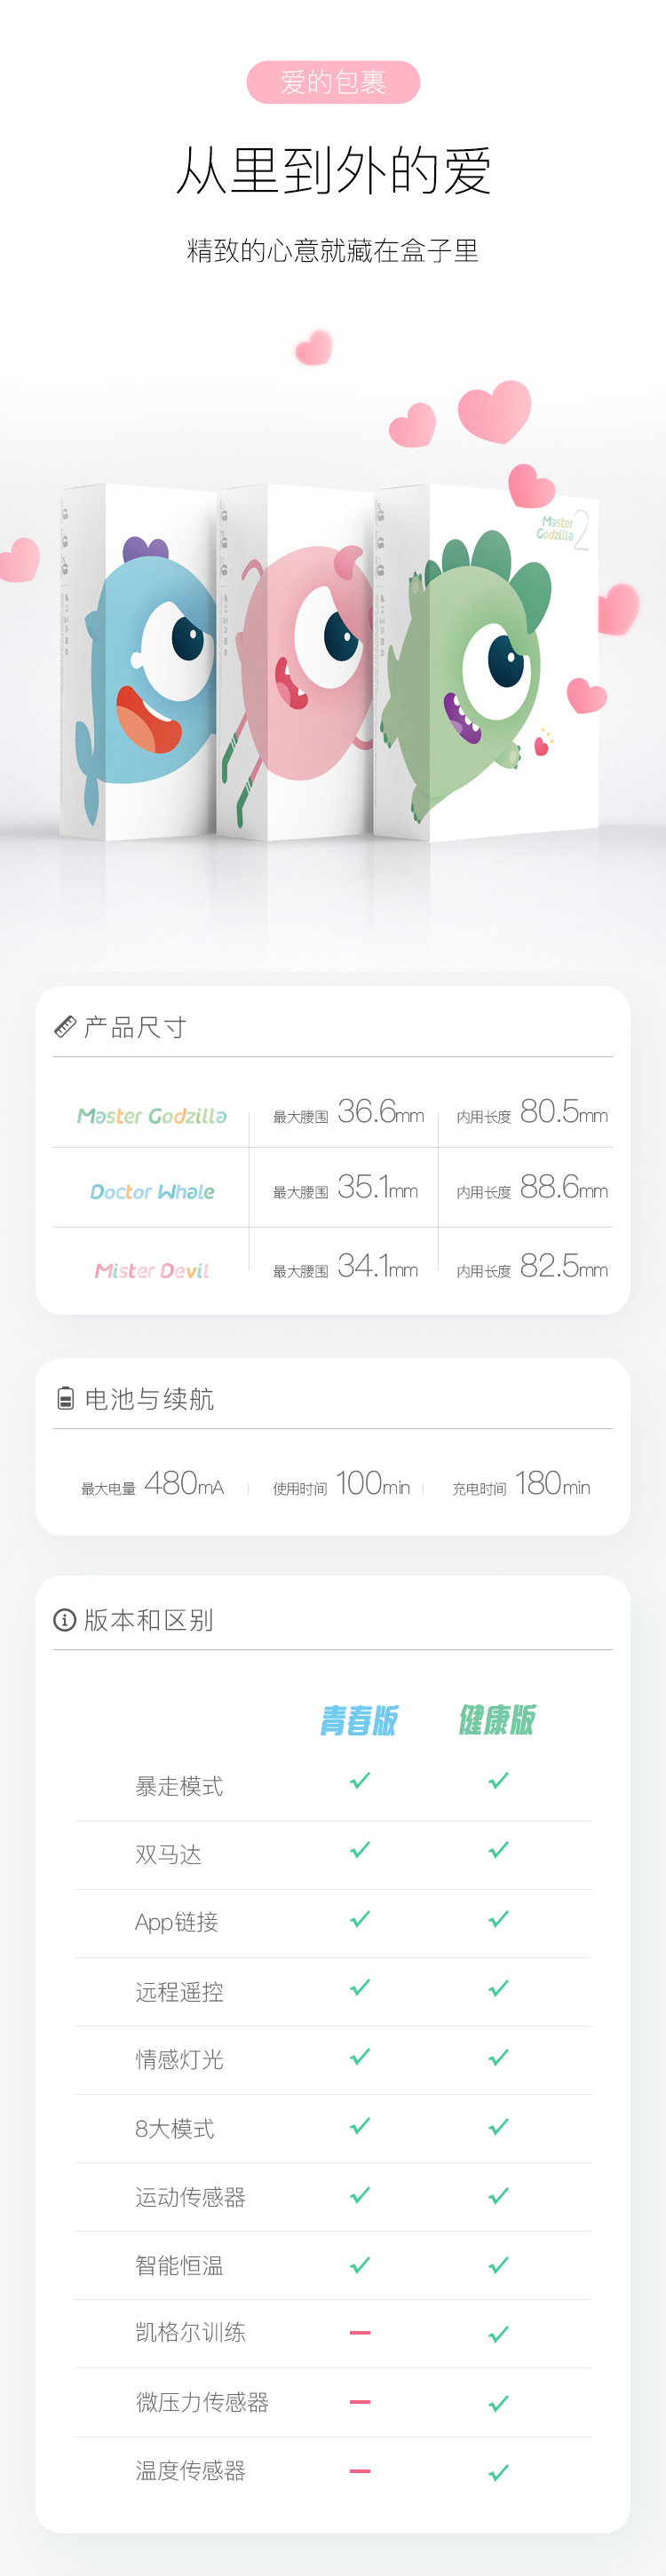 爱的包裹
从里到外的爱
精致的心意就藏在盒子里
Master
Godzilla 2
产品尺寸
Master Godzilla 最大腰围 36.6mm 内用长度 80.5mm
Doctor Whale 最大腰围 35.1mm 内用长度 88.6mm
Mister Devil 最大腰围 34.1mm 内用长度 82.5mm
电池与续航
最大电量 480mA 使用时间 100min 充电时间 180min
版本和区别
青春版 健康版
暴走模式
双马达
App链接
远程遥控
情感灯光
8大模式
运动传感器
智能恒温
凯格尔训练
微压力传感器
温度传感器